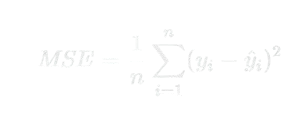 MSE = \frac{1}{n} \sum_{i=1}^{n} (y_i - \hat{y}_i)^2